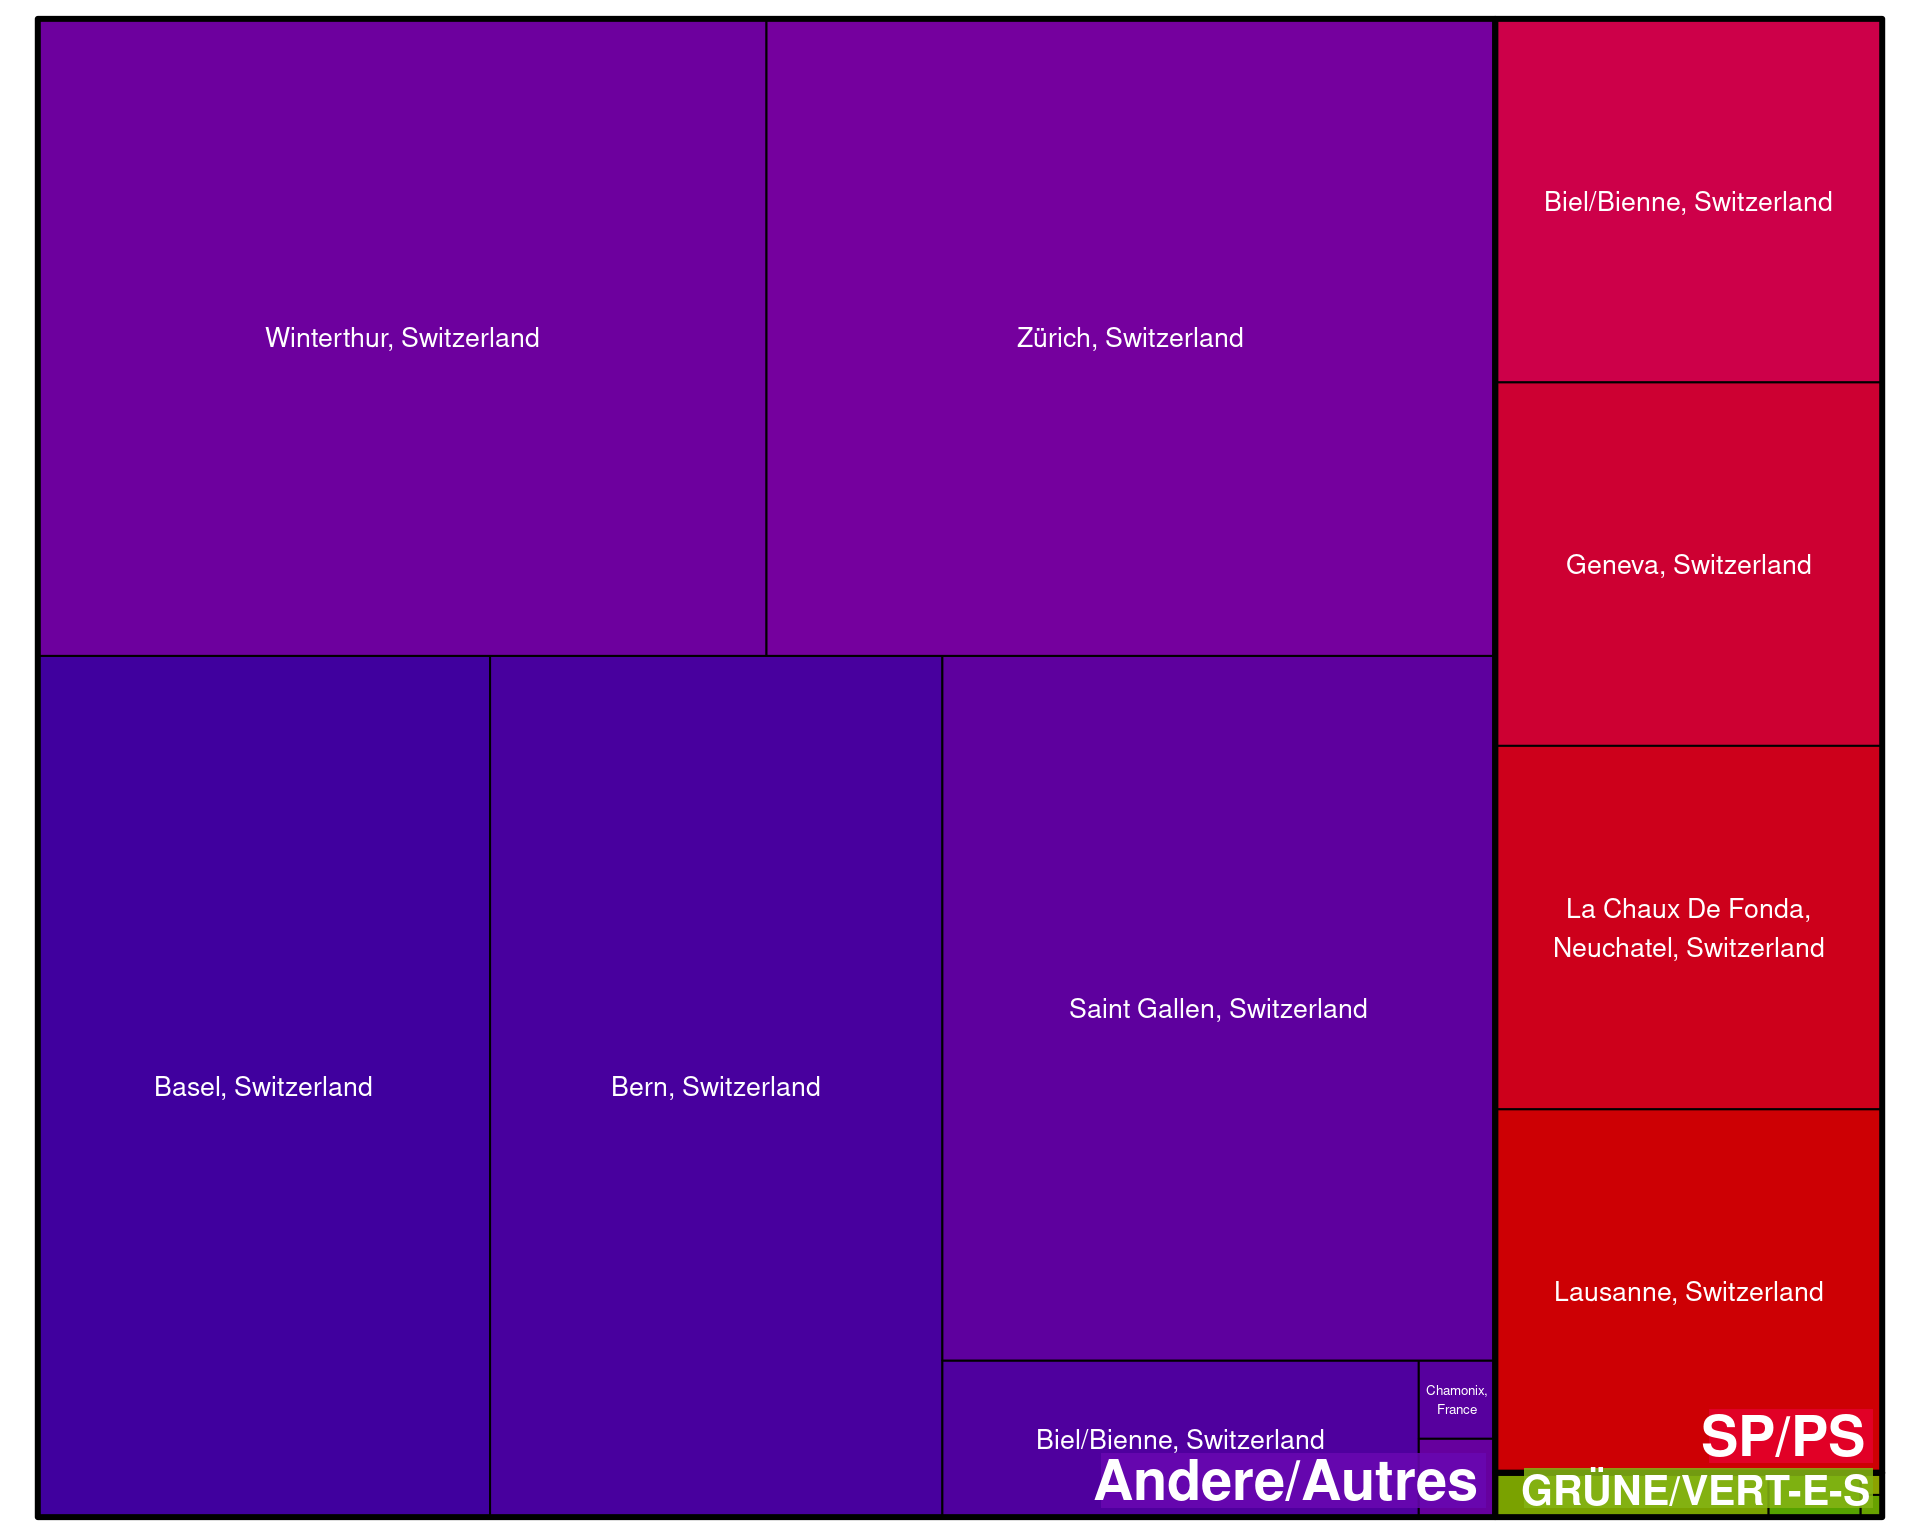 Winterthur, Switzerland
Zürich, Switzerland
Biel/Bienne, Switzerland
Geneva, Switzerland
La Chaux De Fonda,
Neuchatel, Switzerland
Lausanne, Switzerland
Basel, Switzerland
Bern, Switzerland
Saint Gallen, Switzerland
Biel/Bienne, Switzerland
Chamonix,
France
Andere/Autres
SP/PS
GRÜNE/VERT-E-S